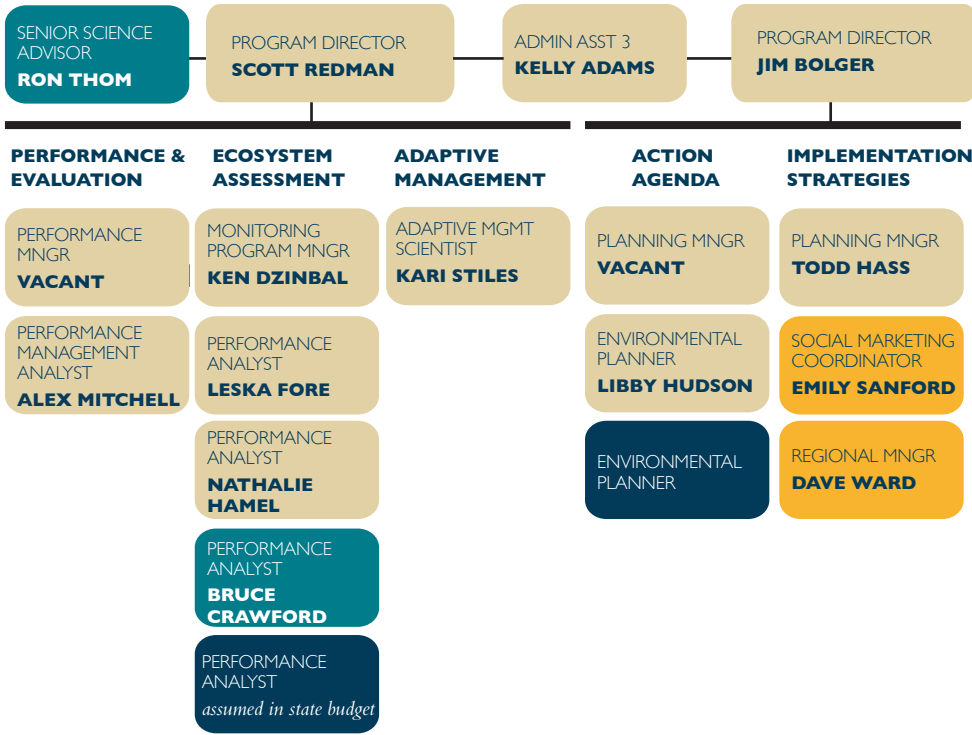 SENIOR SCIENCE
ADVISOR
RON THOM
PROGRAM DIRECTOR
SCOTT REDMAN
ADMIN ASST 3
KELLY ADAMS
PROGRAM DIRECTOR
JIM BOLGER
PERFORMANCE &
EVALUATION
PERFORMANCE
MNGR
VACANT
PERFORMANCE
MANAGEMENT
ANALYST
ALEX MITCHELL
ECOSYSTEM
ASSESSMENT
MONITORING
PROGRAM MNGR
KEN DZINBAL
PERFORMANCE
ANALYST
LESKA FORE
PERFORMANCE
ANALYST
NATHALIE
HAMEL
PERFORMANCE
ANALYST
BRUCE
CRAWFORD
PERFORMANCE
ANALYST
assumed in state budget
ADAPTIVE
MANAGEMENT
ADAPTIVE MGMT
SCIENTIST
KARI STILES
ACTION
AGENDA
PLANNING MNGR
VACANT
ENVIRONMENTAL
PLANNER
LIBBY HUDSON
ENVIRONMENTAL
PLANNER
IMPLEMENTATION
STRATEGIES
PLANNING MNGR
TODD HASS
SOCIAL MARKETING
COORDINATOR
EMILY SANFORD
REGIONAL MNGR
DAVE WARD